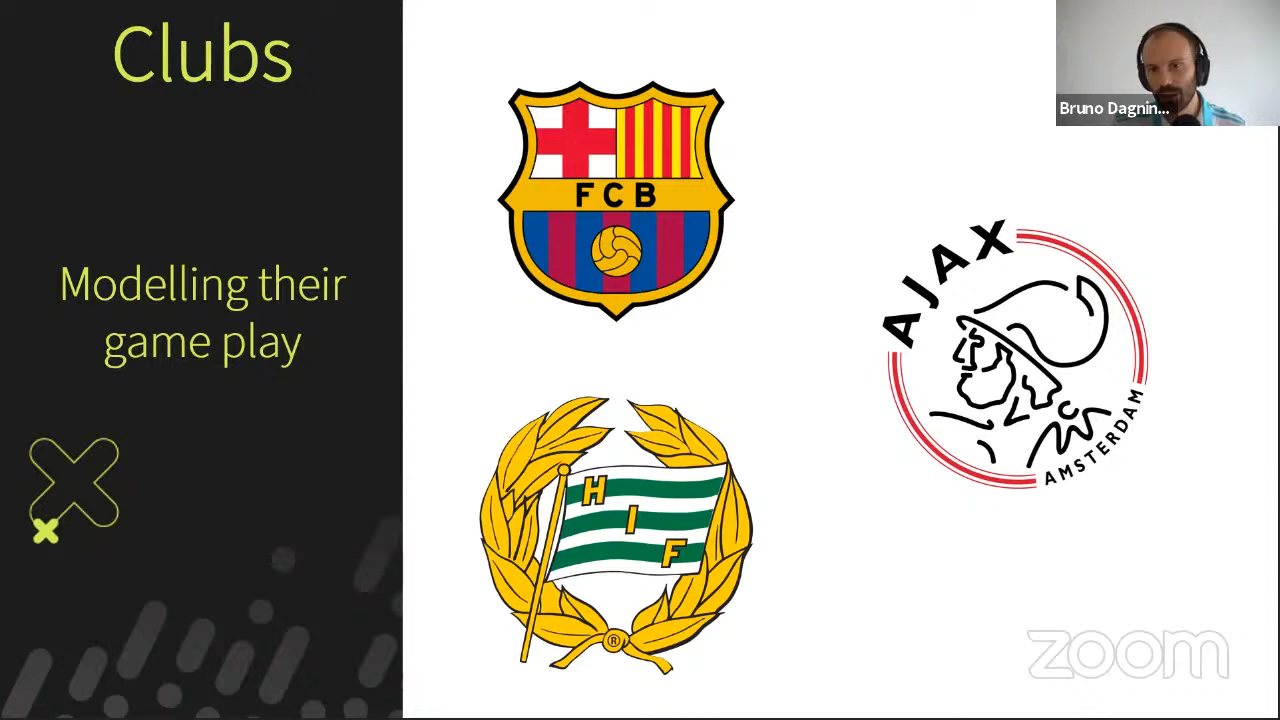 Clubs
Modelling their
game play
FCB
AJAX
AMSTERDAM
H
I
F
®
Bruno Dagnin...
zoom